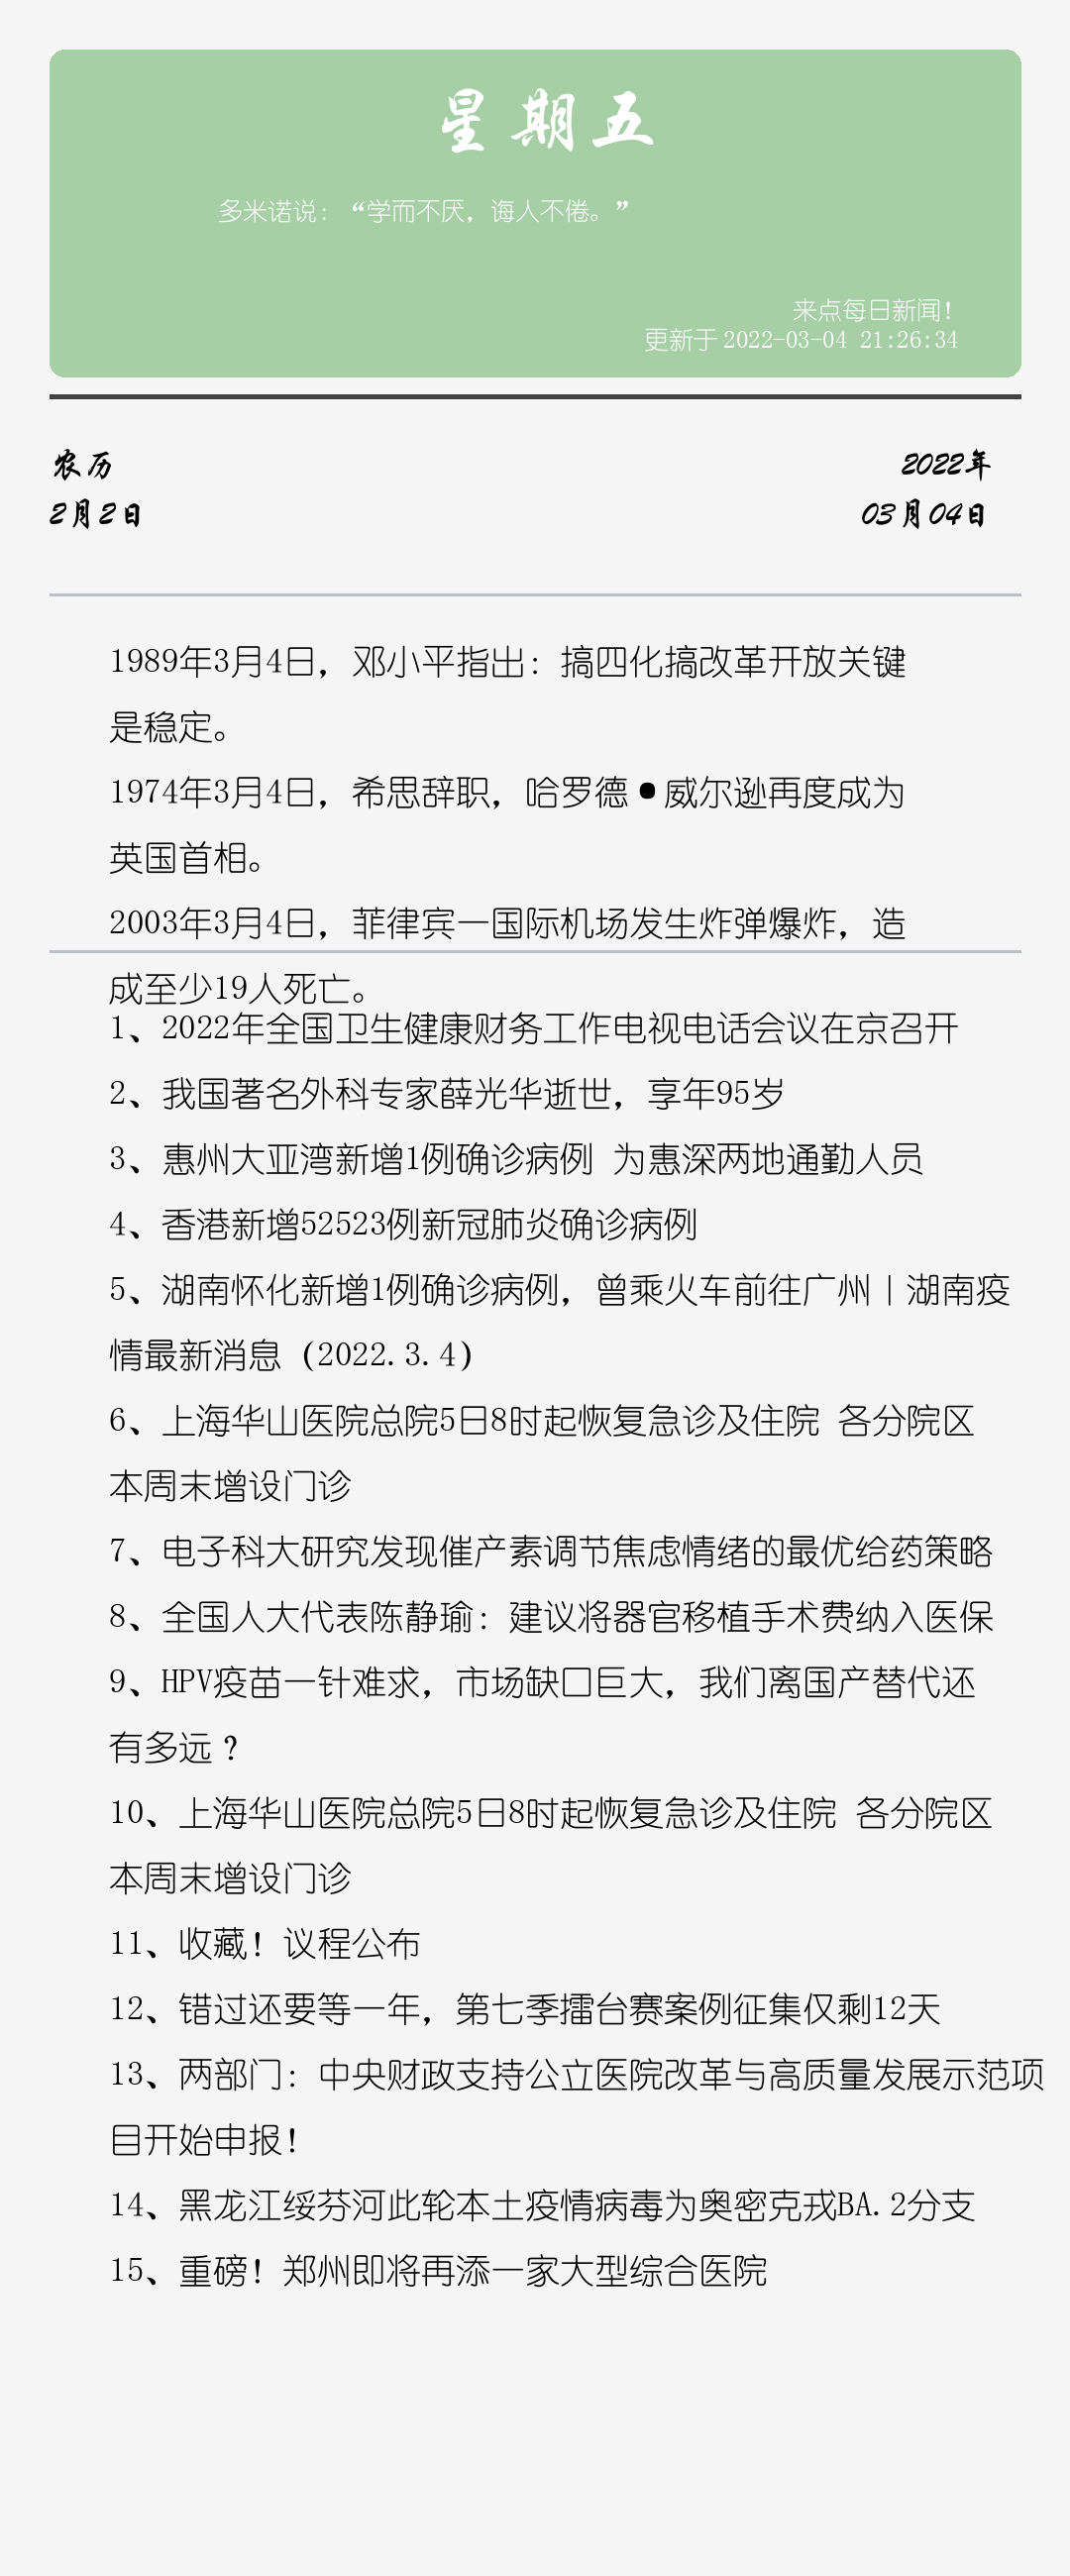 星期五
多米诺说：“学而不厌，诲人不倦。”
来点每日新闻！
更新于2022-03-04 21:26:34
农历
2022年
2月2日
03月04日
1989年3月4日，邓小平指出：搞四化搞改革开放关键
是稳定。
1974年3月4日，希思辞职，哈罗德•威尔逊再度成为
英国首相。
2003年3月4日，菲律宾一国际机场发生炸弹爆炸，造
成至少19人死亡。
1、2022年全国卫生健康财务工作电视电话会议在京召开
2、我国著名外科专家薛光华逝世，享年95岁
3、惠州大亚湾新增1例确诊病例 为惠深两地通勤人员
4、香港新增52523例新冠肺炎确诊病例
5、湖南怀化新增1例确诊病例，曾乘火车前往广州丨湖南疫
情最新消息（2022.3.4）
6、上海华山医院总院5日8时起恢复急诊及住院 各分院区
本周末增设门诊
7、电子科大研究发现催产素调节焦虑情绪的最优给药策略
8、全国人大代表陈静瑜：建议将器官移植手术费纳入医保
9、HPV疫苗一针难求，市场缺口巨大，我们离国产替代还
有多远？
10、上海华山医院总院5日8时起恢复急诊及住院 各分院区
本周末增设门诊
11、收藏！议程公布
12、错过还要等一年，第七季擂台赛案例征集仅剩12天
13、两部门：中央财政支持公立医院改革与高质量发展示范项
目开始申报！
14、黑龙江绥芬河此轮本土疫情病毒为奥密克戎BA.2分支
15、重磅！郑州即将再添一家大型综合医院